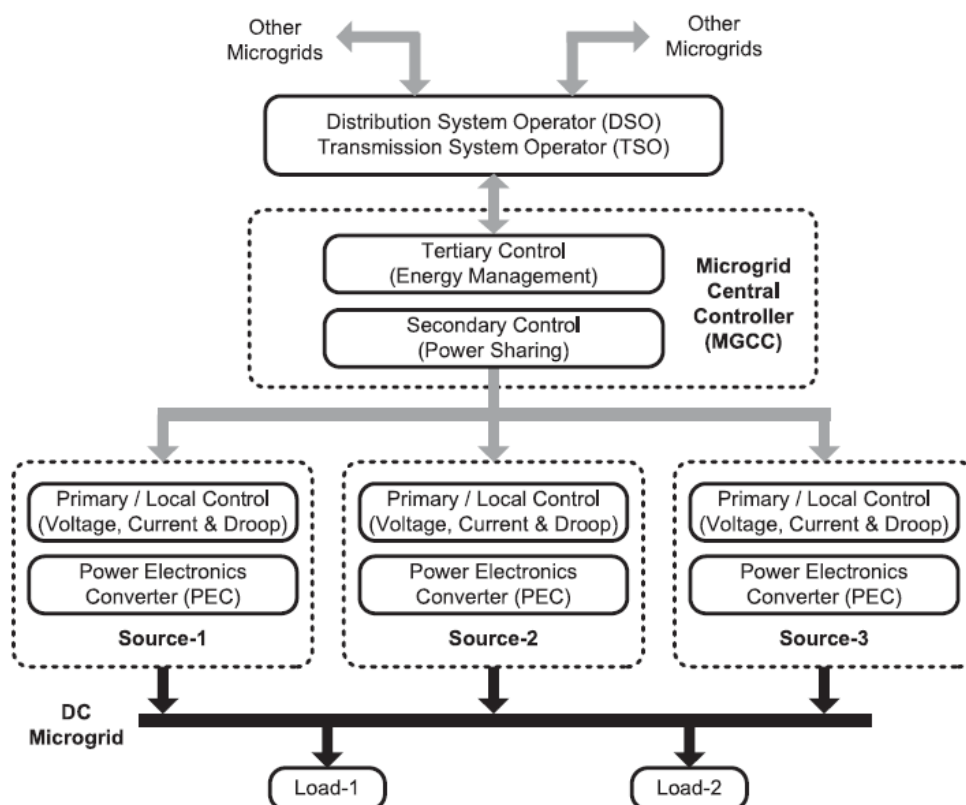 Other
Microgrids
Other
Microgrids
Distribution System Operator (DSO)
Transmission System Operator (TSO)
Tertiary Control
(Energy Management)
Microgrid
Central
Controller
(MGCC)
Secondary Control
(Power Sharing)
Primary / Local Control
(Voltage, Current & Droop)
Power Electronics
Converter (PEC)
Source-1
Primary / Local Control
(Voltage, Current & Droop)
Power Electronics
Converter (PEC)
Source-2
Primary / Local Control
(Voltage, Current & Droop)
Power Electronics
Converter (PEC)
Source-3
DC
Microgrid
Load-1
Load-2